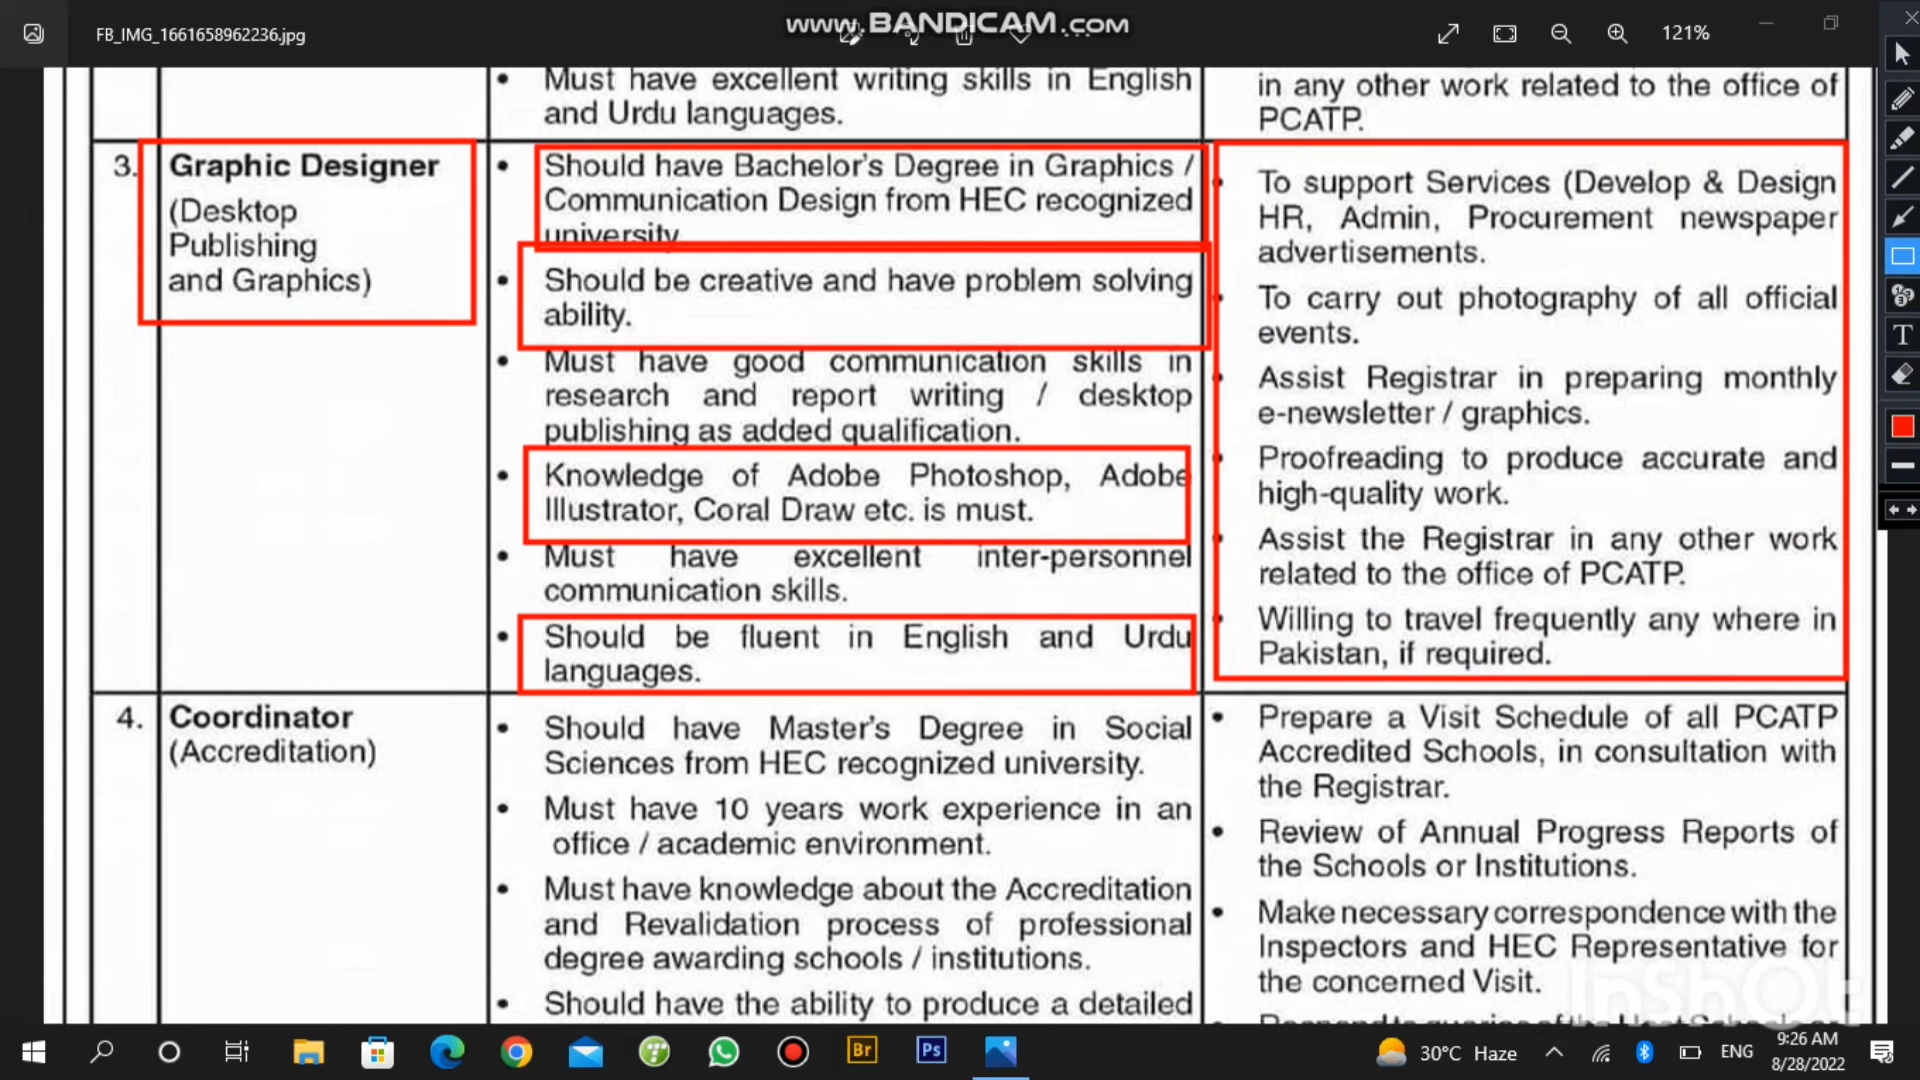 www.BANDICAM.com
FB_IMG_1661658962236.jpg
121%
Must have excellent writing skills in English
and Urdu languages.
in any other work related to the office of
PCATP.
3.
Graphic Designer
(Desktop
Publishing
and Graphics)
Should have Bachelor's Degree in Graphics /
Communication Design from HEC recognized
university.
Should be creative and have problem solving
ability.
Must have good communication skills in
research and report writing / desktop
publishing as added qualification.
Knowledge of Adobe Photoshop, Adobe
Illustrator, Coral Draw etc. is must.
Must have excellent inter-personnel
communication skills.
Should be fluent in English and Urdu
languages.
To support Services (Develop & Design
HR, Admin, Procurement newspaper
advertisements.
To carry out photography of all official
events.
Assist Registrar in preparing monthly
e-newsletter / graphics.
Proofreading to produce accurate and
high-quality work.
Assist the Registrar in any other work
related to the office of PCATP.
Willing to travel frequently any where in
Pakistan, if required.
4.
Coordinator
(Accreditation)
Should have Master's Degree in Social
Sciences from HEC recognized university.
Must have 10 years work experience in an
office / academic environment.
Must have knowledge about the Accreditation
and Revalidation process of professional
degree awarding schools / institutions.
Should have the ability to produce a detailed
Prepare a Visit Schedule of all PCATP
Accredited Schools, in consultation with
the Registrar.
Review of Annual Progress Reports of
the Schools or Institutions.
Make necessary correspondence with the
Inspectors and HEC Representative for
the concerned Visit.
InShOt
T
Br
Ps
30°C Haze
ENG
9:26 AM
8/28/2022